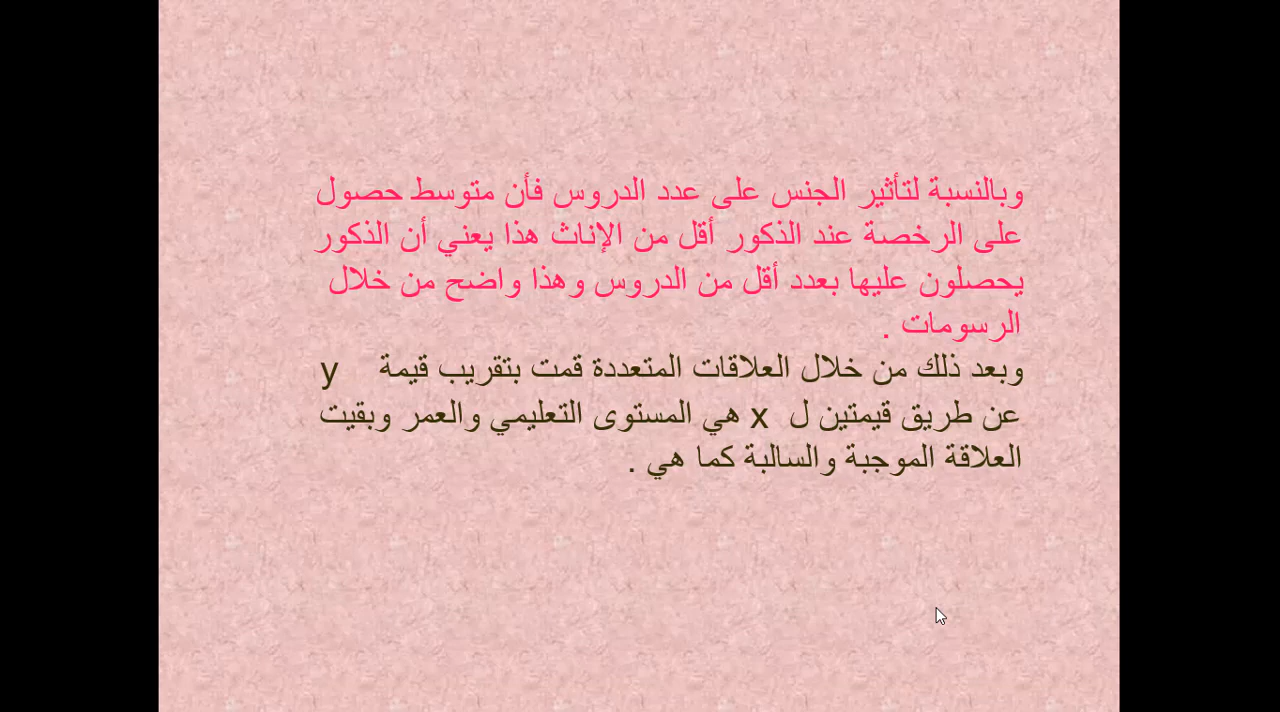 وبالنسبة لتأثير الجنس على عدد الدروس فأن متوسط حصول
على الرخصة عند الذكور أقل من الإناث هذا يعني أن الذكور
يحصلون عليها بعدد أقل من الدروس وهذا واضح من خلال
الرسومات .
وبعد ذلك من خلال العلاقات المتعددة قمت بتقريب قيمة y
عن طريق قيمتين ل x هي المستوى التعليمي والعمر وبقيت
العلاقة الموجبة والسالبة كما هي .